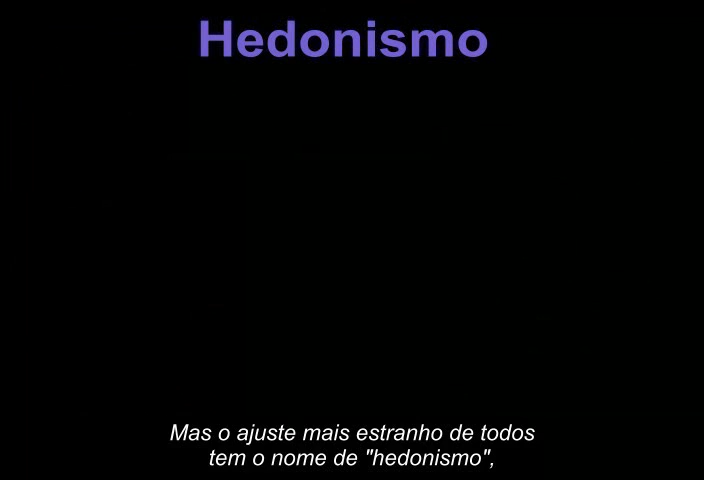 Hedonismo
Mas o ajuste mais estranho de todos
tem o nome de "hedonismo",